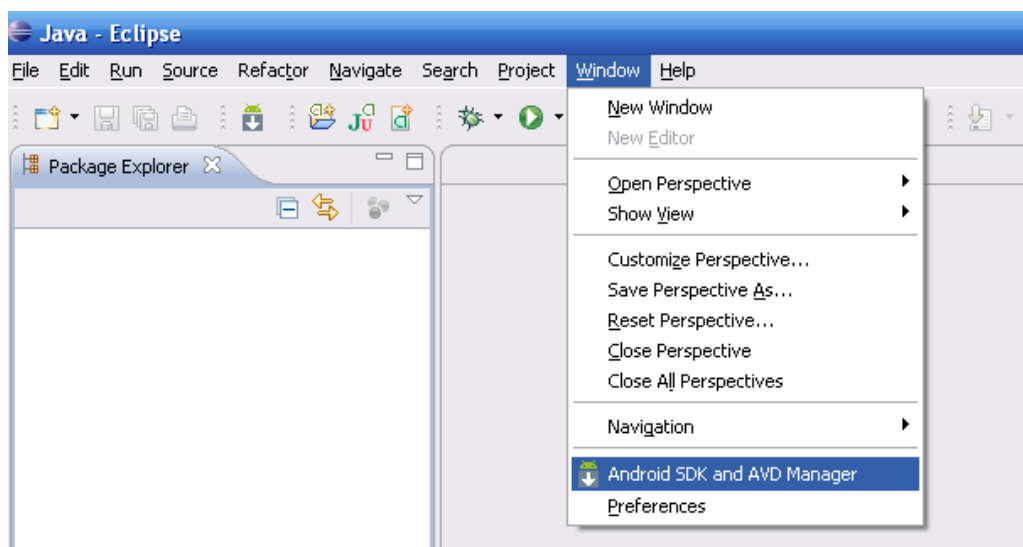 Java - Eclipse
File Edit Run Source Refactor Navigate Search Project Window Help
Package Explorer
New Window
New Editor
Open Perspective
Show View
Customize Perspective...
Save Perspective As...
Reset Perspective...
Close Perspective
Close All Perspectives
Navigation
Android SDK and AVD Manager
Preferences